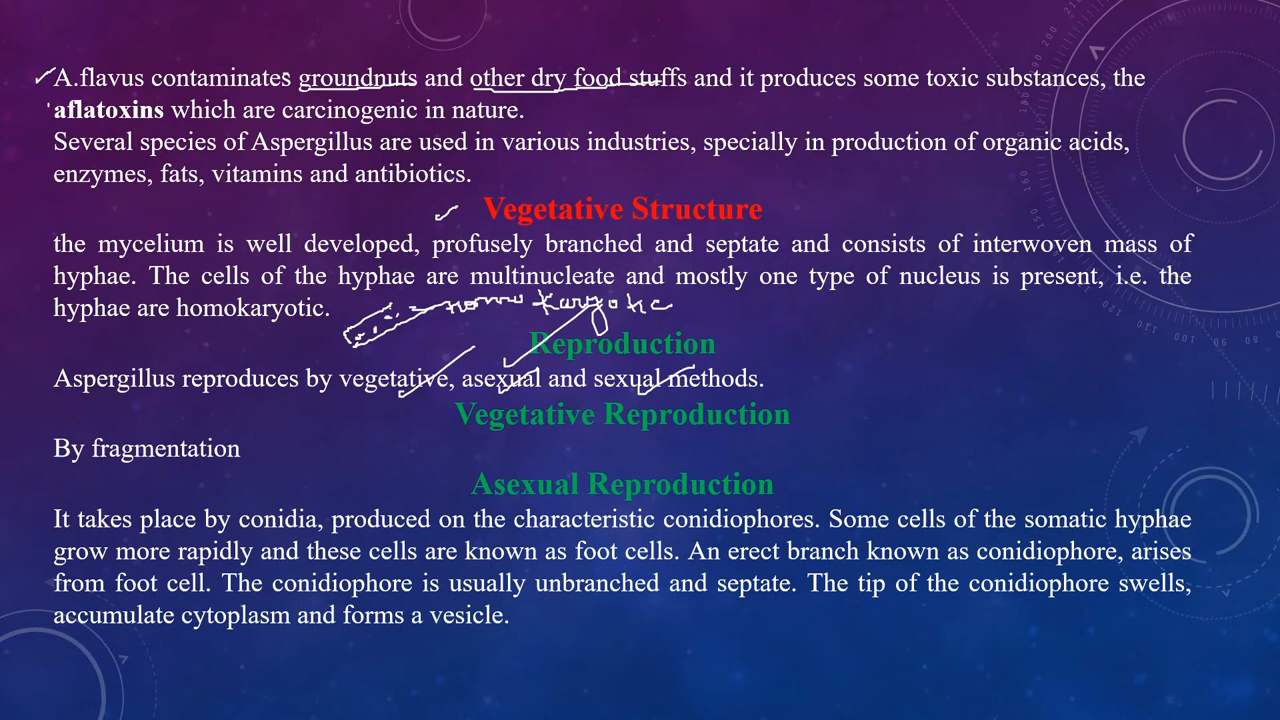 A.flavus contaminates groundnuts and other dry food stuffs and it produces some toxic substances, the
aflatoxins which are carcinogenic in nature.
Several species of Aspergillus are used in various industries, specially in production of organic acids,
enzymes, fats, vitamins and antibiotics.
Vegetative Structure
the mycelium is well developed, profusely branched and septate and consists of interwoven mass of
hyphae. The cells of the hyphae are multinucleate and mostly one type of nucleus is present, i.e. the
hyphae are homokaryotic.
homo karyotic
Reproduction
Aspergillus reproduces by vegetative, asexual and sexual methods.
Vegetative Reproduction
By fragmentation
Asexual Reproduction
It takes place by conidia, produced on the characteristic conidiophores. Some cells of the somatic hyphae
grow more rapidly and these cells are known as foot cells. An erect branch known as conidiophore, arises
from foot cell. The conidiophore is usually unbranched and septate. The tip of the conidiophore swells,
accumulate cytoplasm and forms a vesicle.